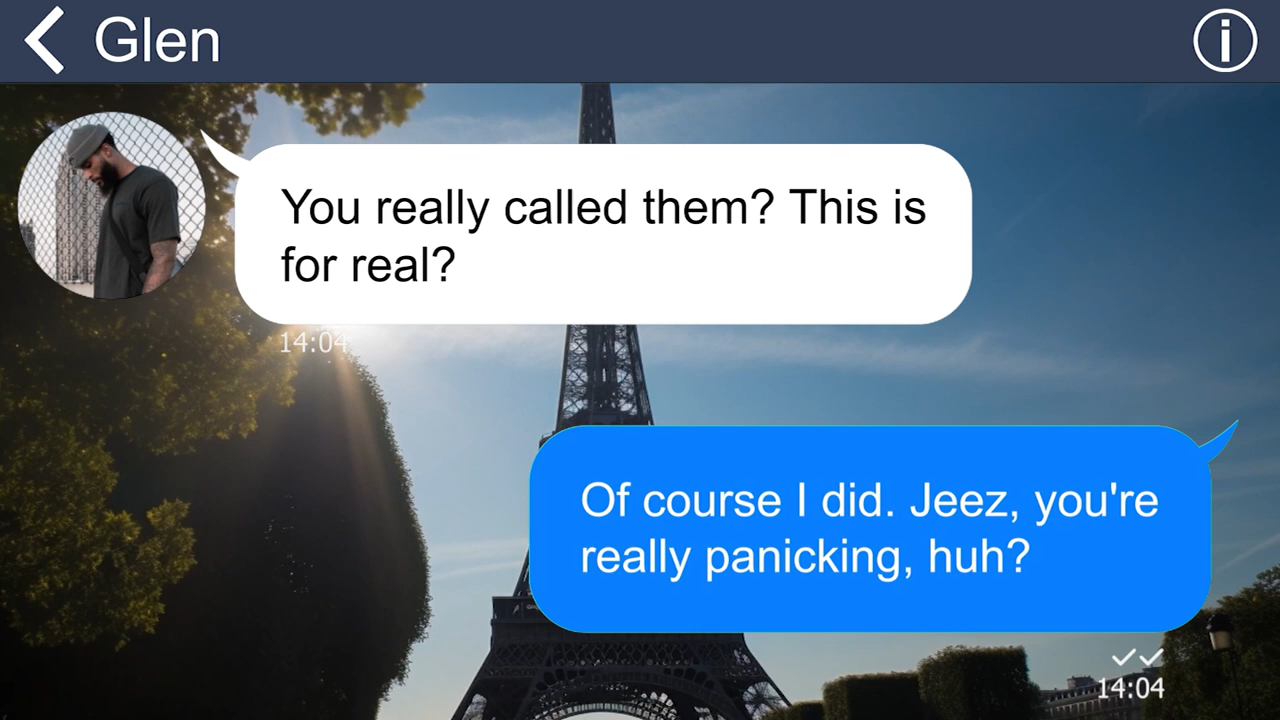 Glen
You really called them? This is
for real?
14:04
Of course I did. Jeez, you're
really panicking, huh?
14:04